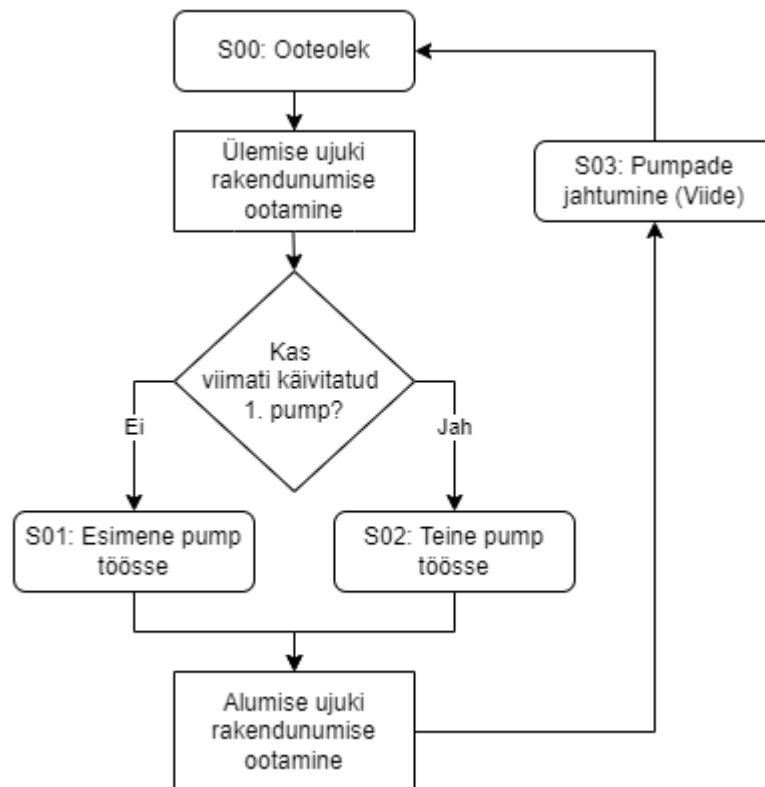 S00: Ooteolek
Ülemise ujuki
rakendunumise
ootamine
S03: Pumpade
jahtumine (Viide)
Kas
viimati käivitatud
1. pump?
Ei
Jah
S01: Esimene pump
töösse
S02: Teine pump
töösse
Alumise ujuki
rakendunumise
ootamine